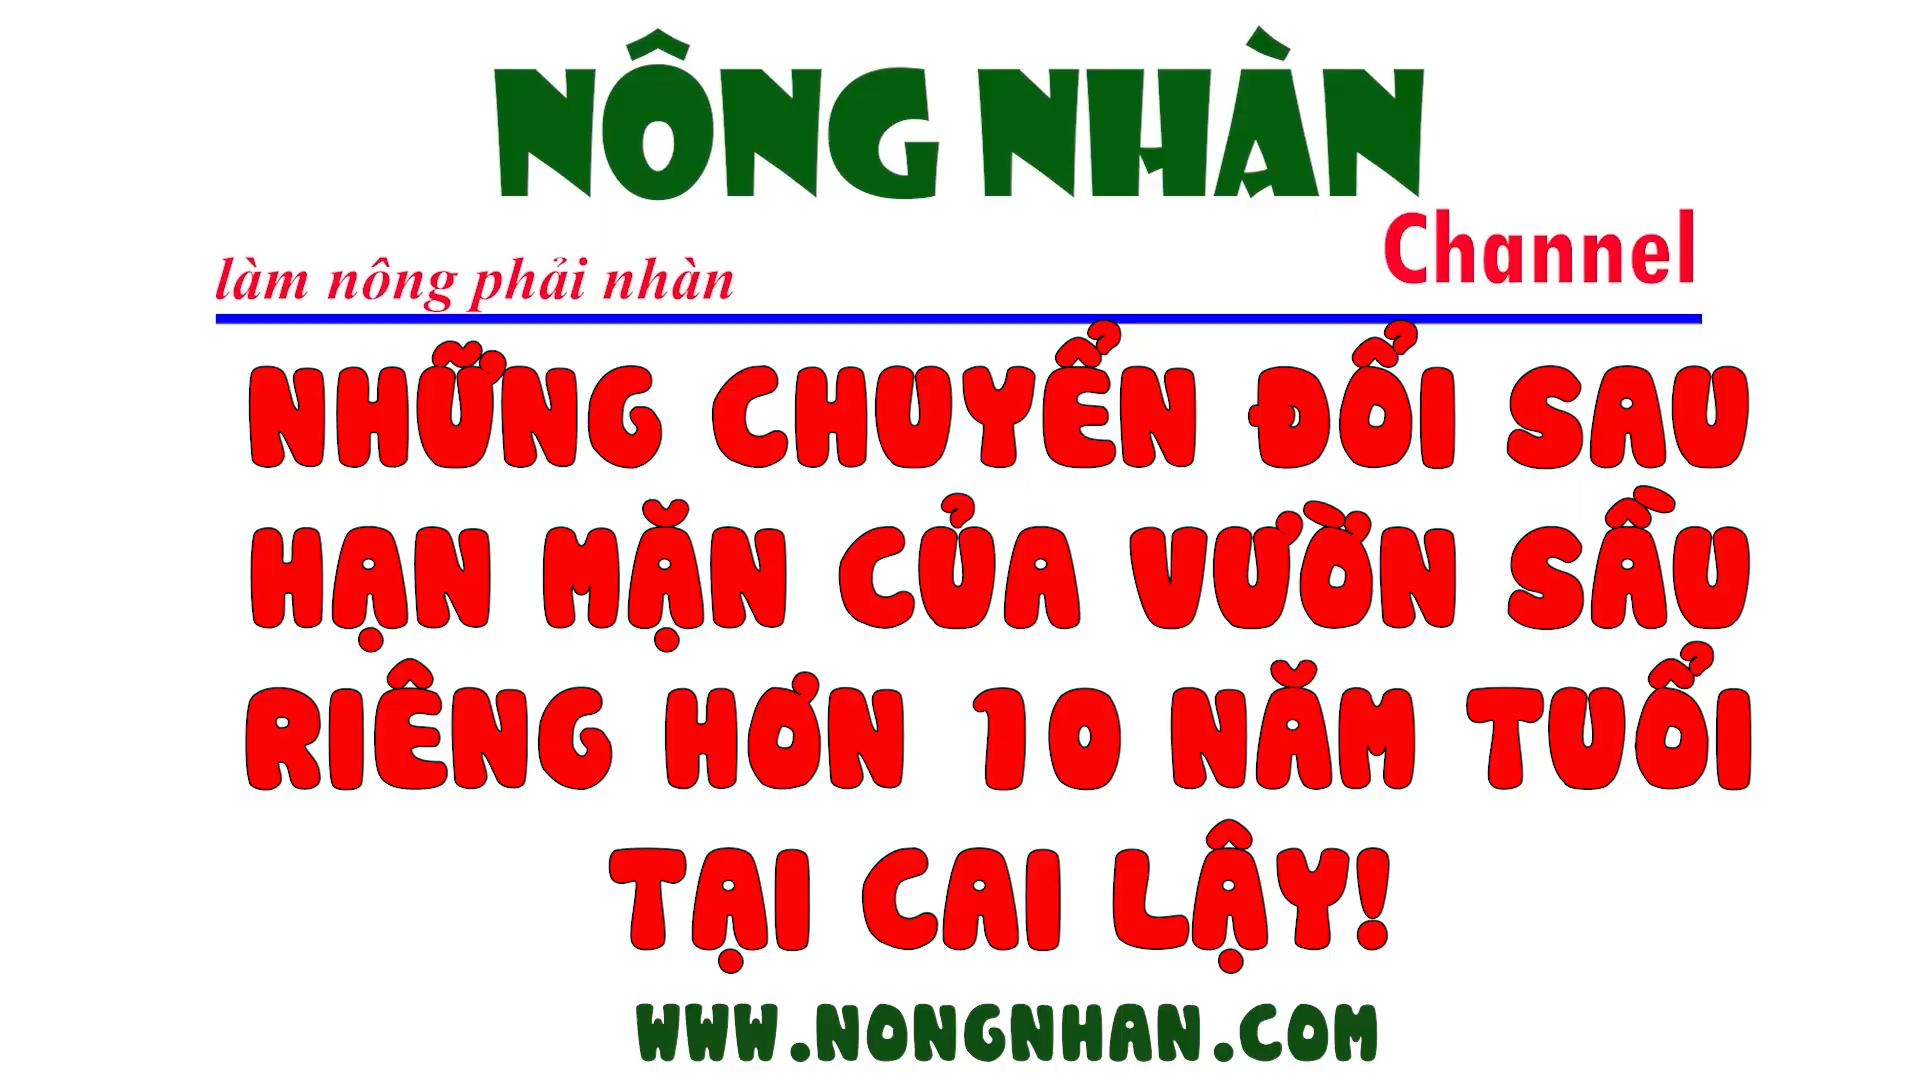 NÔNG NHÀN
Channel
làm nông phải nhàn
NHỮNG CHUYỂN ĐỔI SAU
HẠN MẶN CỦA VƯỜN SẦU
RIÊNG HƠN 10 NĂM TUỔI
TẠI CAI LẬY!
WWW.NONGNHAN.COM